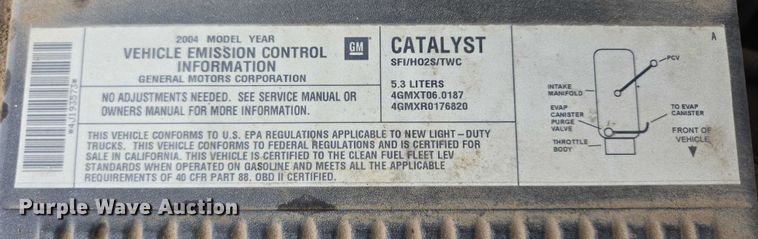 2004 MODEL YEAR
VEHICLE EMISSION CONTROL
INFORMATION
GENERAL MOTORS CORPORATION
GM
CATALYST
SFI/HO2S/TWC
5.3 LITERS
4GMXT06.0187
4GMXR0176820
NO ADJUSTMENTS NEEDED. SEE SERVICE MANUAL OR
OWNERS MANUAL FOR MORE INFORMATION.
THIS VEHICLE CONFORMS TO U.S. EPA REGULATIONS APPLICABLE TO NEW LIGHT-DUTY
TRUCKS. THIS VEHICLE CONFORMS TO FEDERAL REGULATIONS AND IS CERTIFIED FOR
SALE IN CALIFORNIA. THIS VEHICLE IS CERTIFIED TO THE CLEAN FUEL FLEET LEV
STANDARDS WHEN OPERATED ON GASOLINE AND MEETS ALL THE APPLICABLE
REQUIREMENTS OF 40 CFR PART 88. OBD II CERTIFIED.
*4J193573*
A
PCV
INTAKE
MANIFOLD
EVAP
CANISTER
PURGE
VALVE
THROTTLE
BODY
TO EVAP
CANISTER
FRONT OF
VEHICLE
Purple Wave Auction